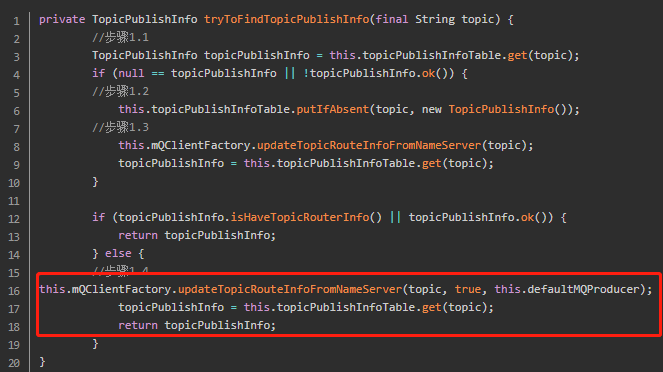 1 private TopicPublishInfo tryToFindTopicPublishInfo(final String topic) {
2 //步骤1.1
3 TopicPublishInfo topicPublishInfo = this.topicPublishInfoTable.get(topic);
4 if (null == topicPublishInfo || !topicPublishInfo.ok()) {
5 //步骤1.2
6 this.topicPublishInfoTable.putIfAbsent(topic, new TopicPublishInfo());
7 //步骤1.3
8 this.mQClientFactory.updateTopicRouteInfoFromNameServer(topic);
9 topicPublishInfo = this.topicPublishInfoTable.get(topic);
10 }
11
12 if (topicPublishInfo.isHaveTopicRouterInfo() || topicPublishInfo.ok()) {
13 return topicPublishInfo;
14 } else {
15 //步骤1.4
16 this.mQClientFactory.updateTopicRouteInfoFromNameServer(topic, true, this.defaultMQProducer);
17 topicPublishInfo = this.topicPublishInfoTable.get(topic);
18 return topicPublishInfo;
19 }
20 }